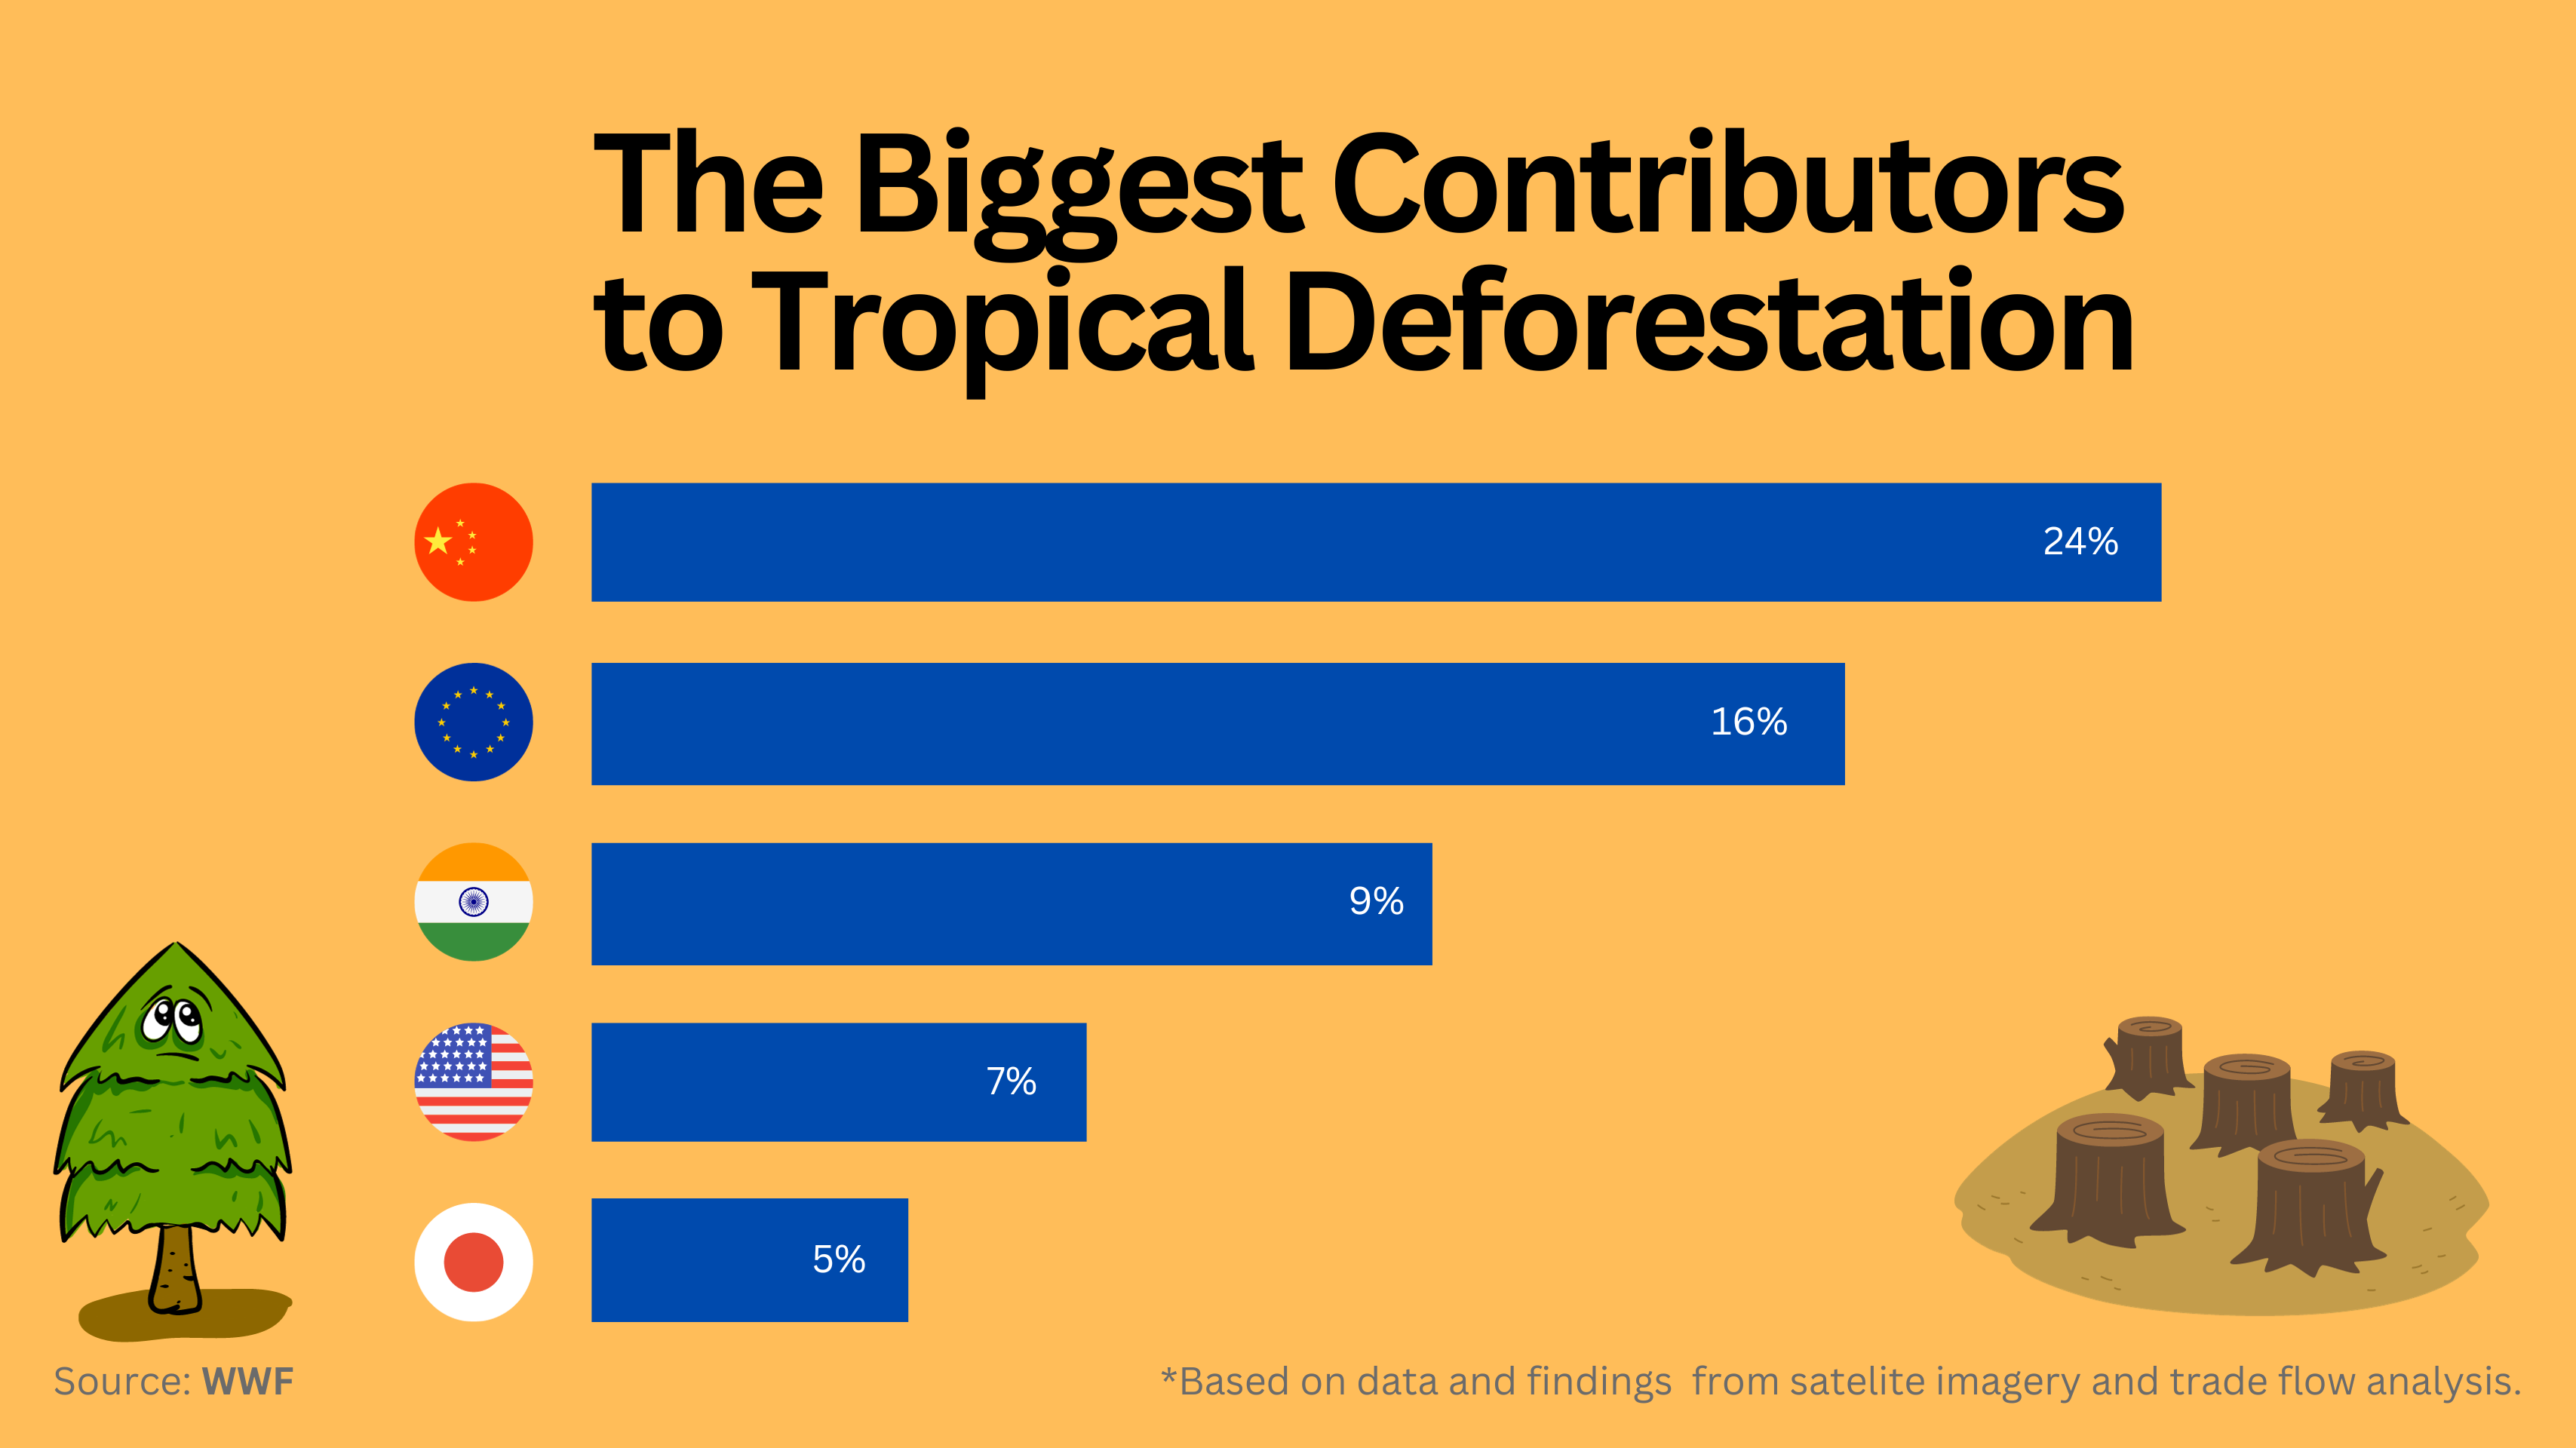 The Biggest Contributors
to Tropical Deforestation
24%
16%
9%
7%
5%
Source: WWF
*Based on data and findings  from satelite imagery and trade flow analysis.